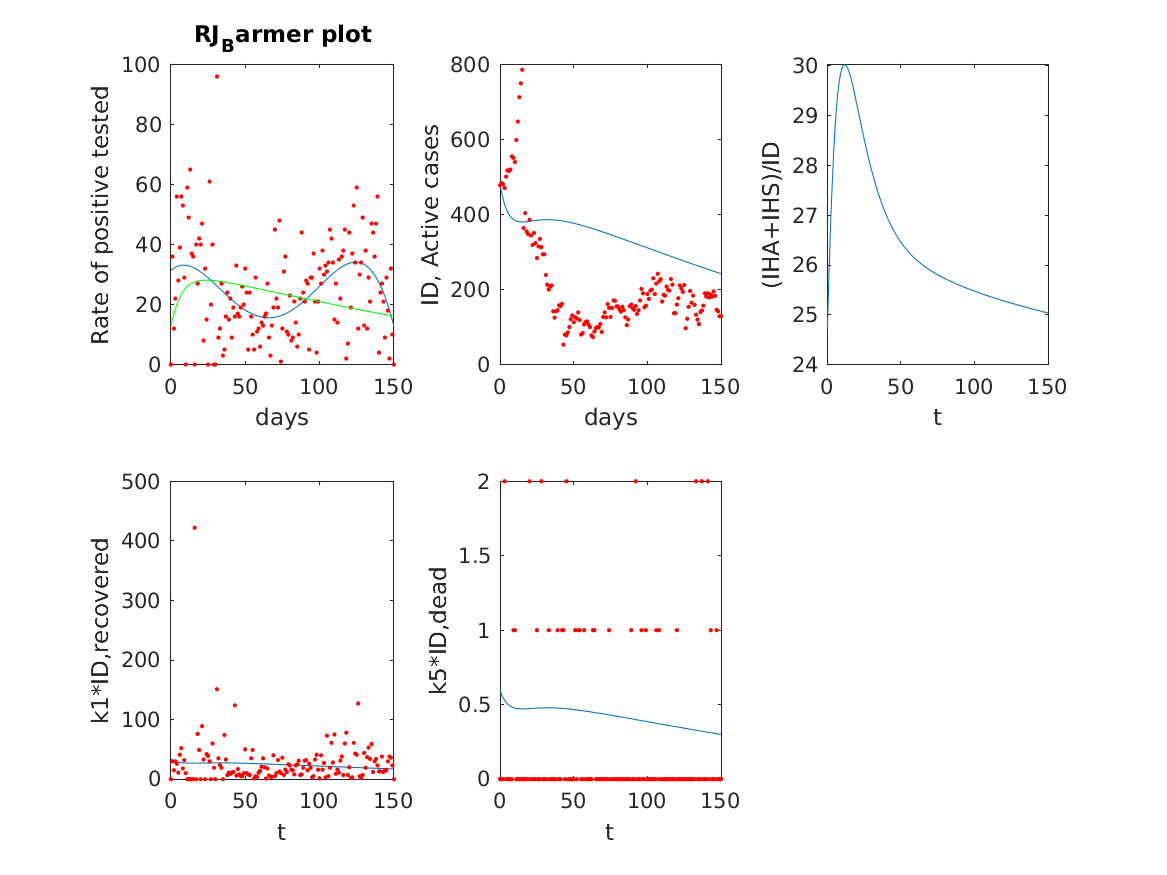 RJ_Barmer plot
100
80
60
40
20
0
0 50 100 150
Rate of positive tested
days
800
600
400
200
0
0 50 100 150
ID, Active cases
days
30
29
28
27
26
25
24
0 50 100 150
(IHA+IHS)/ID
t
500
400
300
200
100
0
0 50 100 150
k1*ID,recovered
t
2
1.5
1
0.5
0
0 50 100 150
k5*ID,dead
t